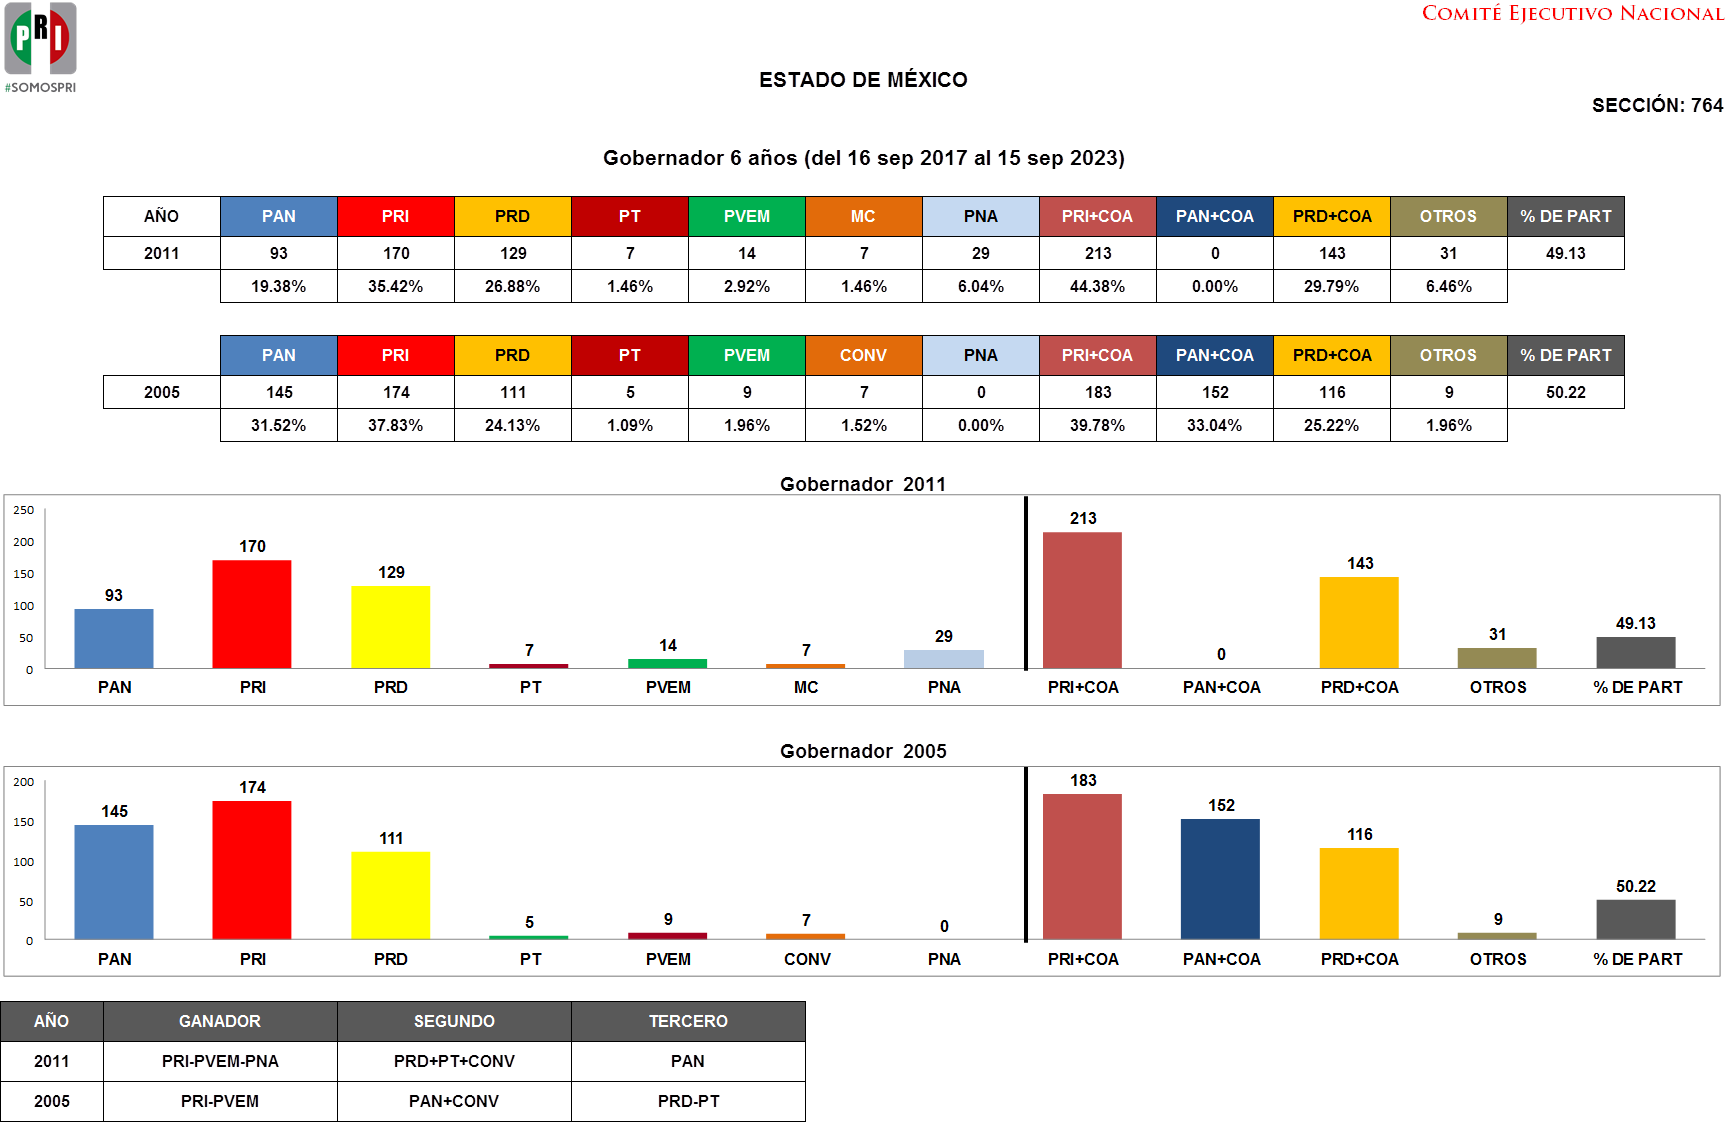 PRI
#SOMOSPRI
COMITÉ EJECUTIVO NACIONAL
ESTADO DE MÉXICO
SECCIÓN: 764
Gobernador 6 años (del 16 sep 2017 al 15 sep 2023)
AÑO PAN PRI PRD PT PVEM MC PNA PRI+COA PAN+COA PRD+COA OTROS % DE PART
2011 93 170 129 7 14 7 29 213 0 143 31 49.13
19.38% 35.42% 26.88% 1.46% 2.92% 1.46% 6.04% 44.38% 0.00% 29.79% 6.46%
PAN PRI PRD PT PVEM CONV PNA PRI+COA PAN+COA PRD+COA OTROS % DE PART
2005 145 174 111 5 9 7 0 183 152 116 9 50.22
31.52% 37.83% 24.13% 1.09% 1.96% 1.52% 0.00% 39.78% 33.04% 25.22% 1.96%
Gobernador 2011
250
200
150
100
50
0
93 170 129 7 14 7 29 213 0 143 31 49.13
PAN PRI PRD PT PVEM MC PNA PRI+COA PAN+COA PRD+COA OTROS % DE PART
Gobernador 2005
200
150
100
50
0
145 174 111 5 9 7 0 183 152 116 9 50.22
PAN PRI PRD PT PVEM CONV PNA PRI+COA PAN+COA PRD+COA OTROS % DE PART
AÑO GANADOR SEGUNDO TERCERO
2011 PRI-PVEM-PNA PRD+PT+CONV PAN
2005 PRI-PVEM PAN+CONV PRD-PT